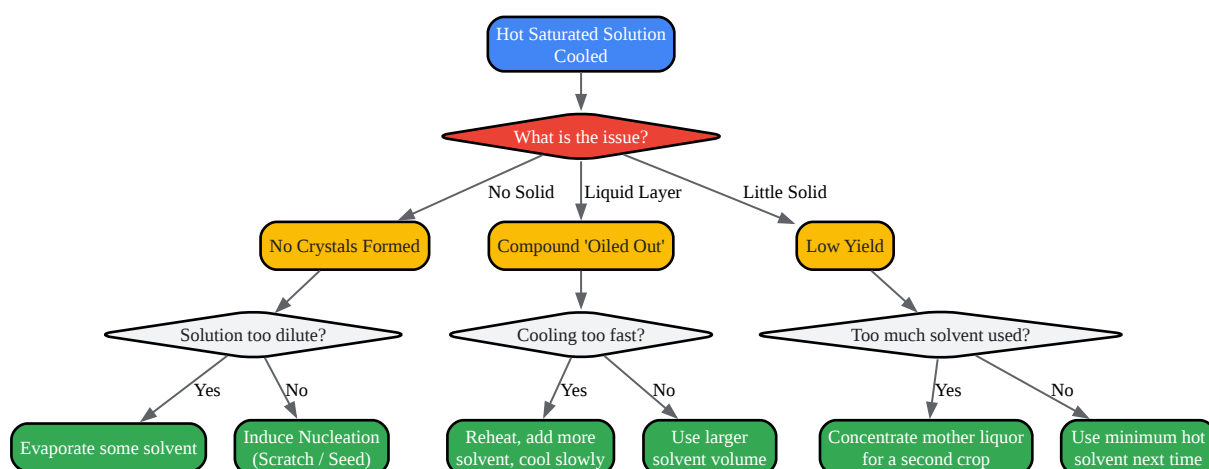 Hot Saturated Solution
Cooled
What is the issue?
No Solid
Liquid Layer
Little Solid
No Crystals Formed
Compound 'Oiled Out'
Low Yield
Solution too dilute?
Cooling too fast?
Too much solvent used?
Yes
No
Yes
No
Yes
No
Evaporate some solvent
Induce Nucleation
(Scratch / Seed)
Reheat, add more
solvent, cool slowly
Use larger
solvent volume
Concentrate mother liquor
for a second crop
Use minimum hot
solvent next time